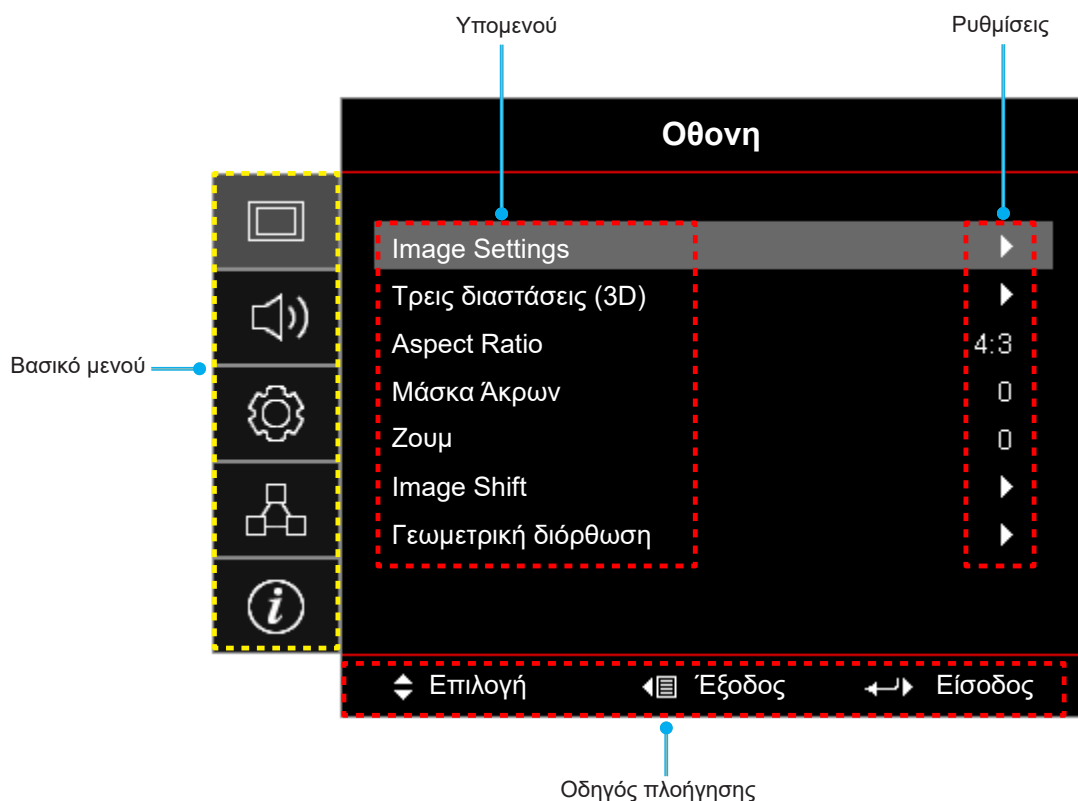 Υπομενού
Ρυθμίσεις
Οθονη
Image Settings
Τρεις διαστάσεις (3D)
Aspect Ratio 4:3
Μάσκα Άκρων 0
Ζουμ 0
Image Shift
Γεωμετρική διόρθωση
Βασικό μενού
Επιλογή Έξοδος Είσοδος
Οδηγός πλοήγησης